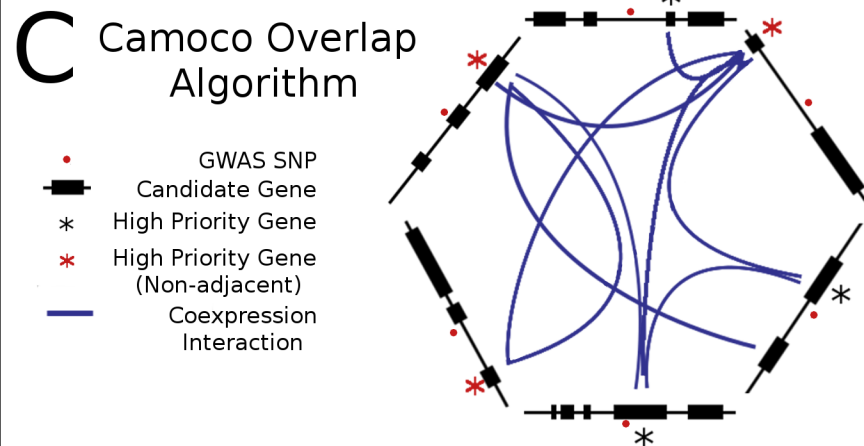 C
Camoco Overlap
Algorithm
GWAS SNP
Candidate Gene
High Priority Gene
High Priority Gene
(Non-adjacent)
Coexpression
Interaction